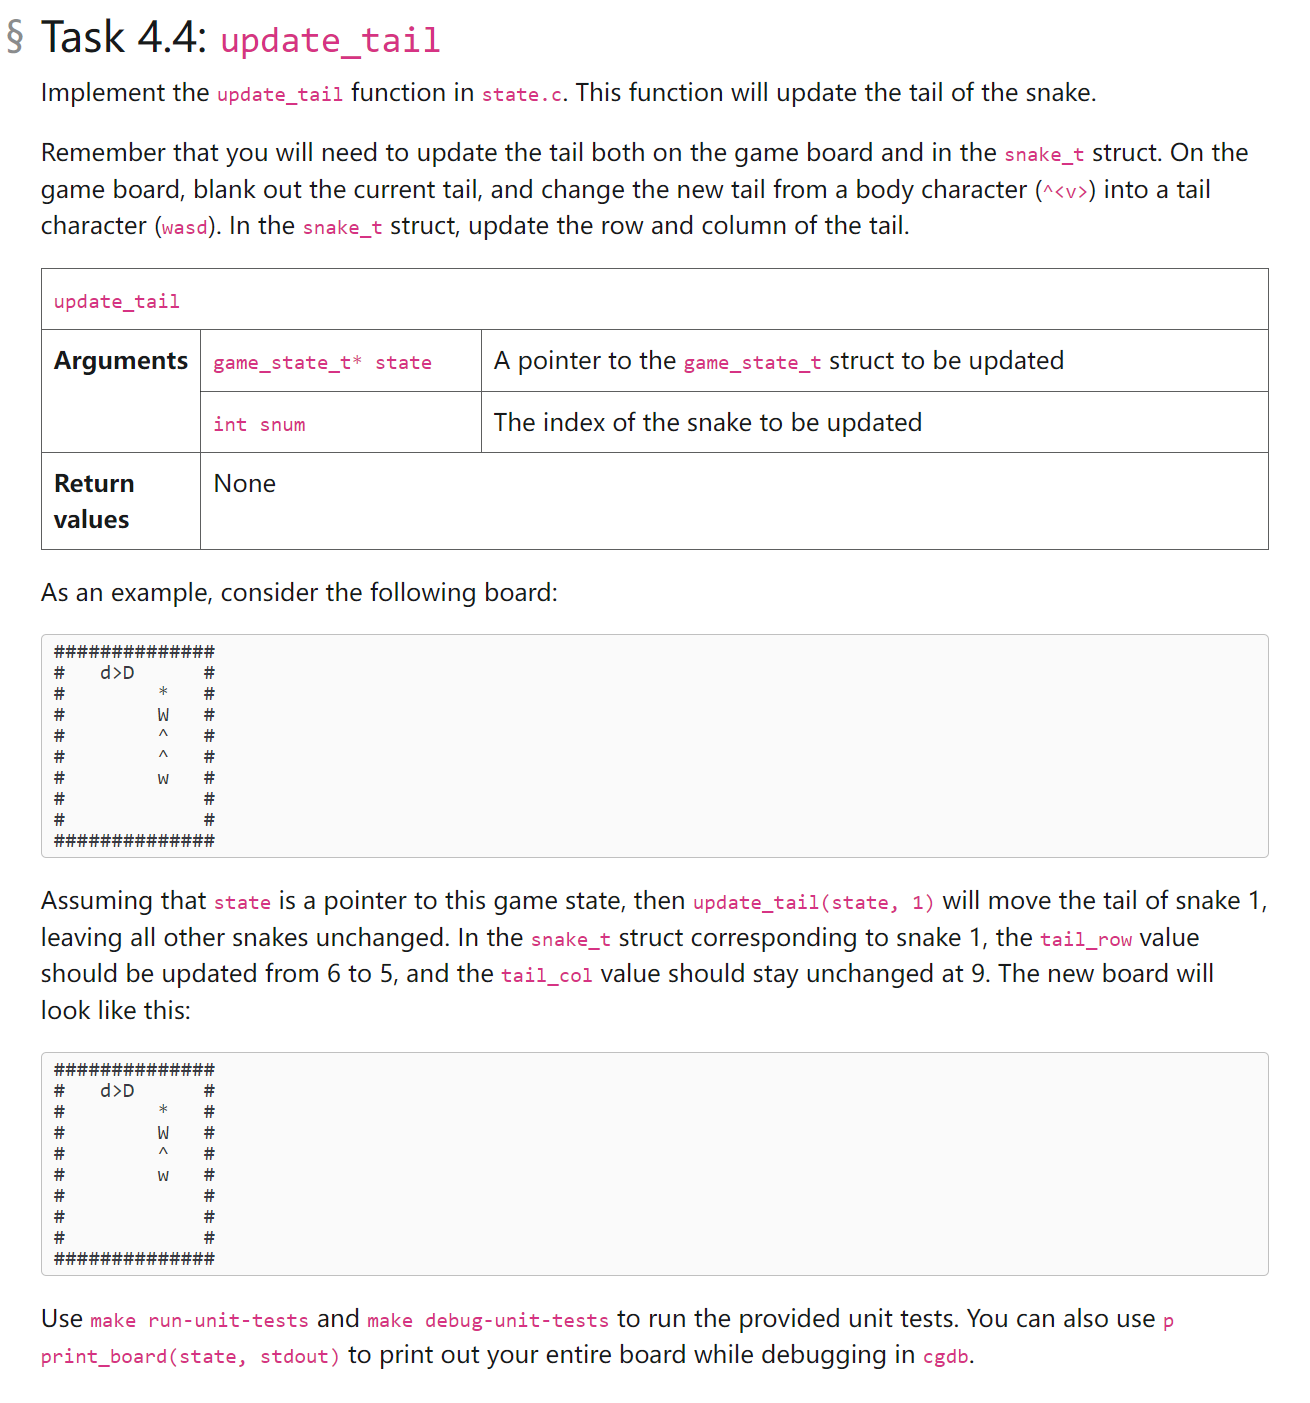 § Task 4.4: update_tail
Implement the update_tail function in state.c. This function will update the tail of the snake.
Remember that you will need to update the tail both on the game board and in the snake_t struct. On the
game board, blank out the current tail, and change the new tail from a body character (^<v>) into a tail
character (wasd). In the snake_t struct, update the row and column of the tail.
update_tail
Arguments game_state_t* state A pointer to the game_state_t struct to be updated
int snum The index of the snake to be updated
Return None
values
As an example, consider the following board:
##############
#   d>D      #
#        *   #
#        W   #
#        ^   #
#        ^   #
#        w   #
#            #
#            #
##############
Assuming that state is a pointer to this game state, then update_tail(state, 1) will move the tail of snake 1,
leaving all other snakes unchanged. In the snake_t struct corresponding to snake 1, the tail_row value
should be updated from 6 to 5, and the tail_col value should stay unchanged at 9. The new board will
look like this:
##############
#   d>D      #
#        *   #
#        W   #
#        ^   #
#        w   #
#            #
#            #
#            #
##############
Use make run-unit-tests and make debug-unit-tests to run the provided unit tests. You can also use p
print_board(state, stdout) to print out your entire board while debugging in cgdb.